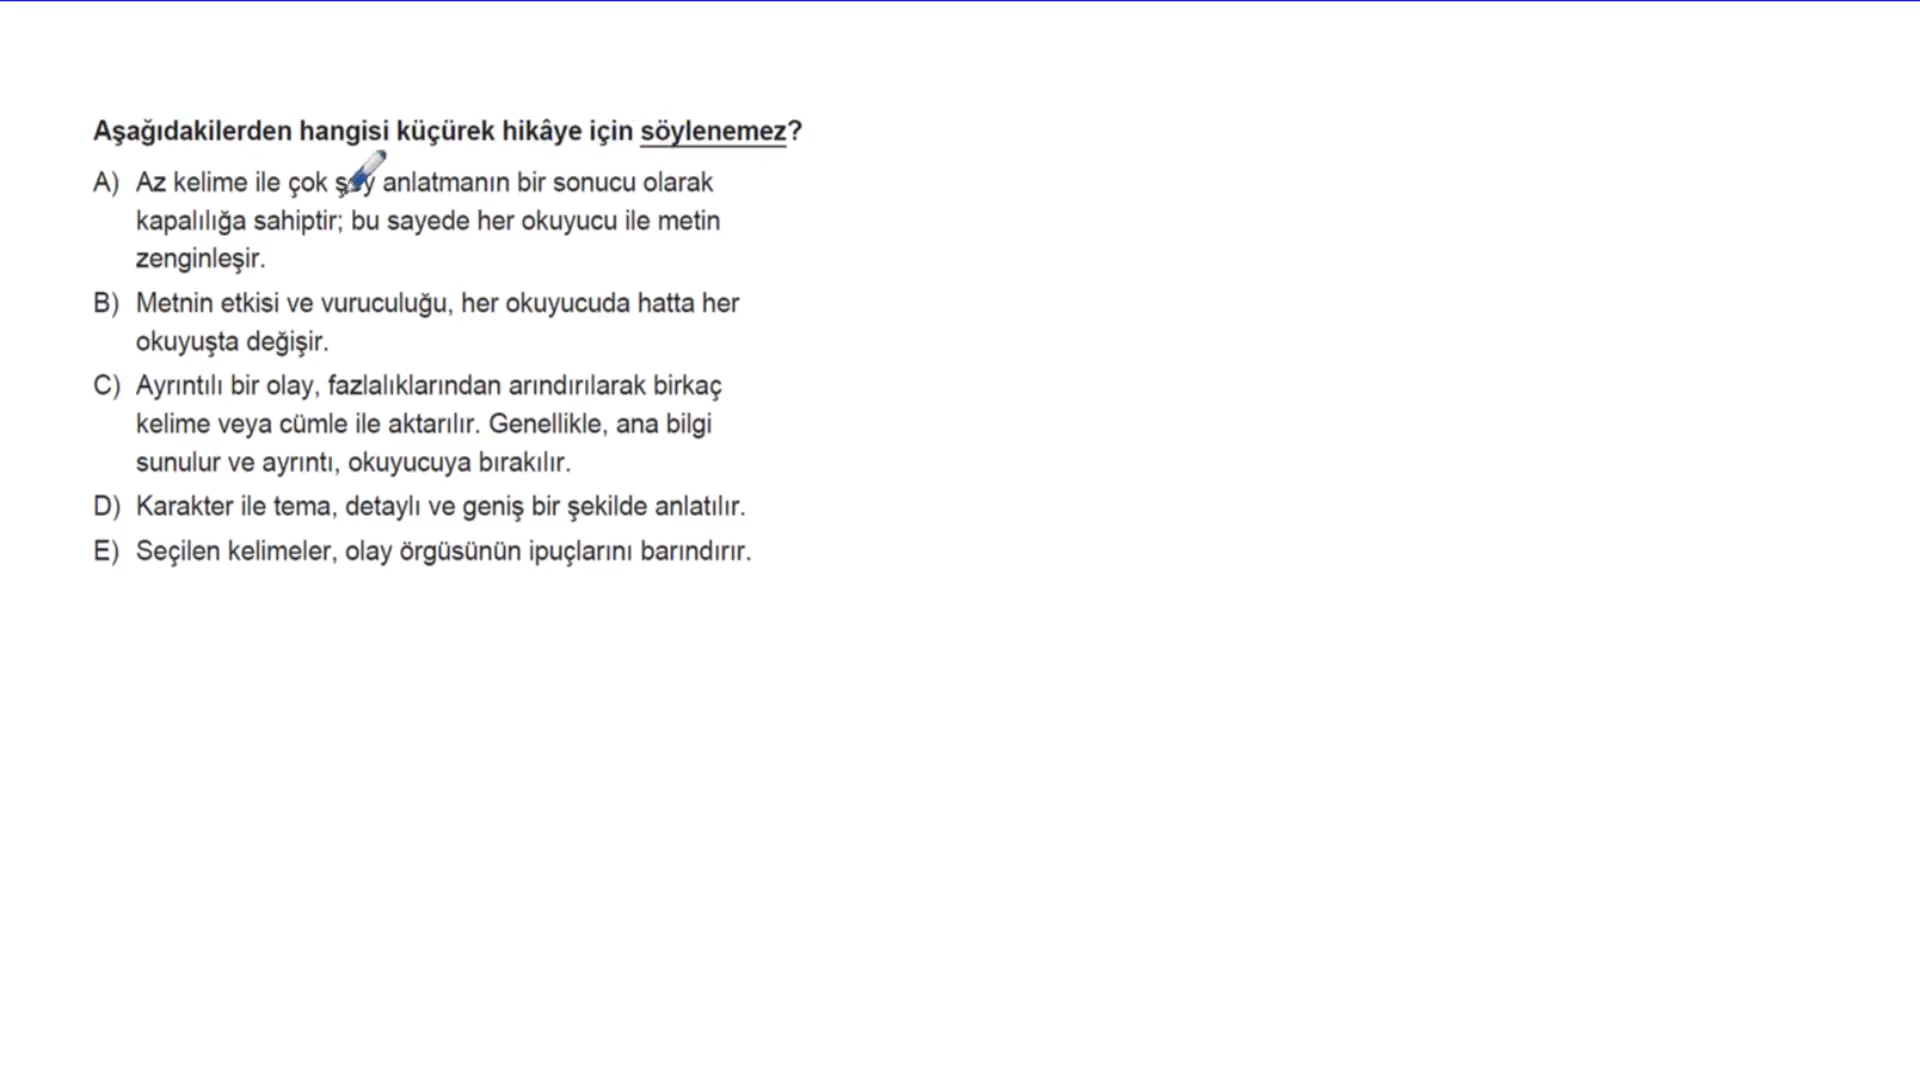 Aşağıdakilerden hangisi küçürek hikâye için söylenemez?
A) Az kelime ile çok şey anlatmanın bir sonucu olarak
kapalılığa sahiptir; bu sayede her okuyucu ile metin
zenginleşir.
B) Metnin etkisi ve vuruculuğu, her okuyucuda hatta her
okuyuşta değişir.
C) Ayrıntılı bir olay, fazlalıklarından arındırılarak birkaç
kelime veya cümle ile aktarılır. Genellikle, ana bilgi
sunulur ve ayrıntı, okuyucuya bırakılır.
D) Karakter ile tema, detaylı ve geniş bir şekilde anlatılır.
E) Seçilen kelimeler, olay örgüsünün ipuçlarını barındırır.